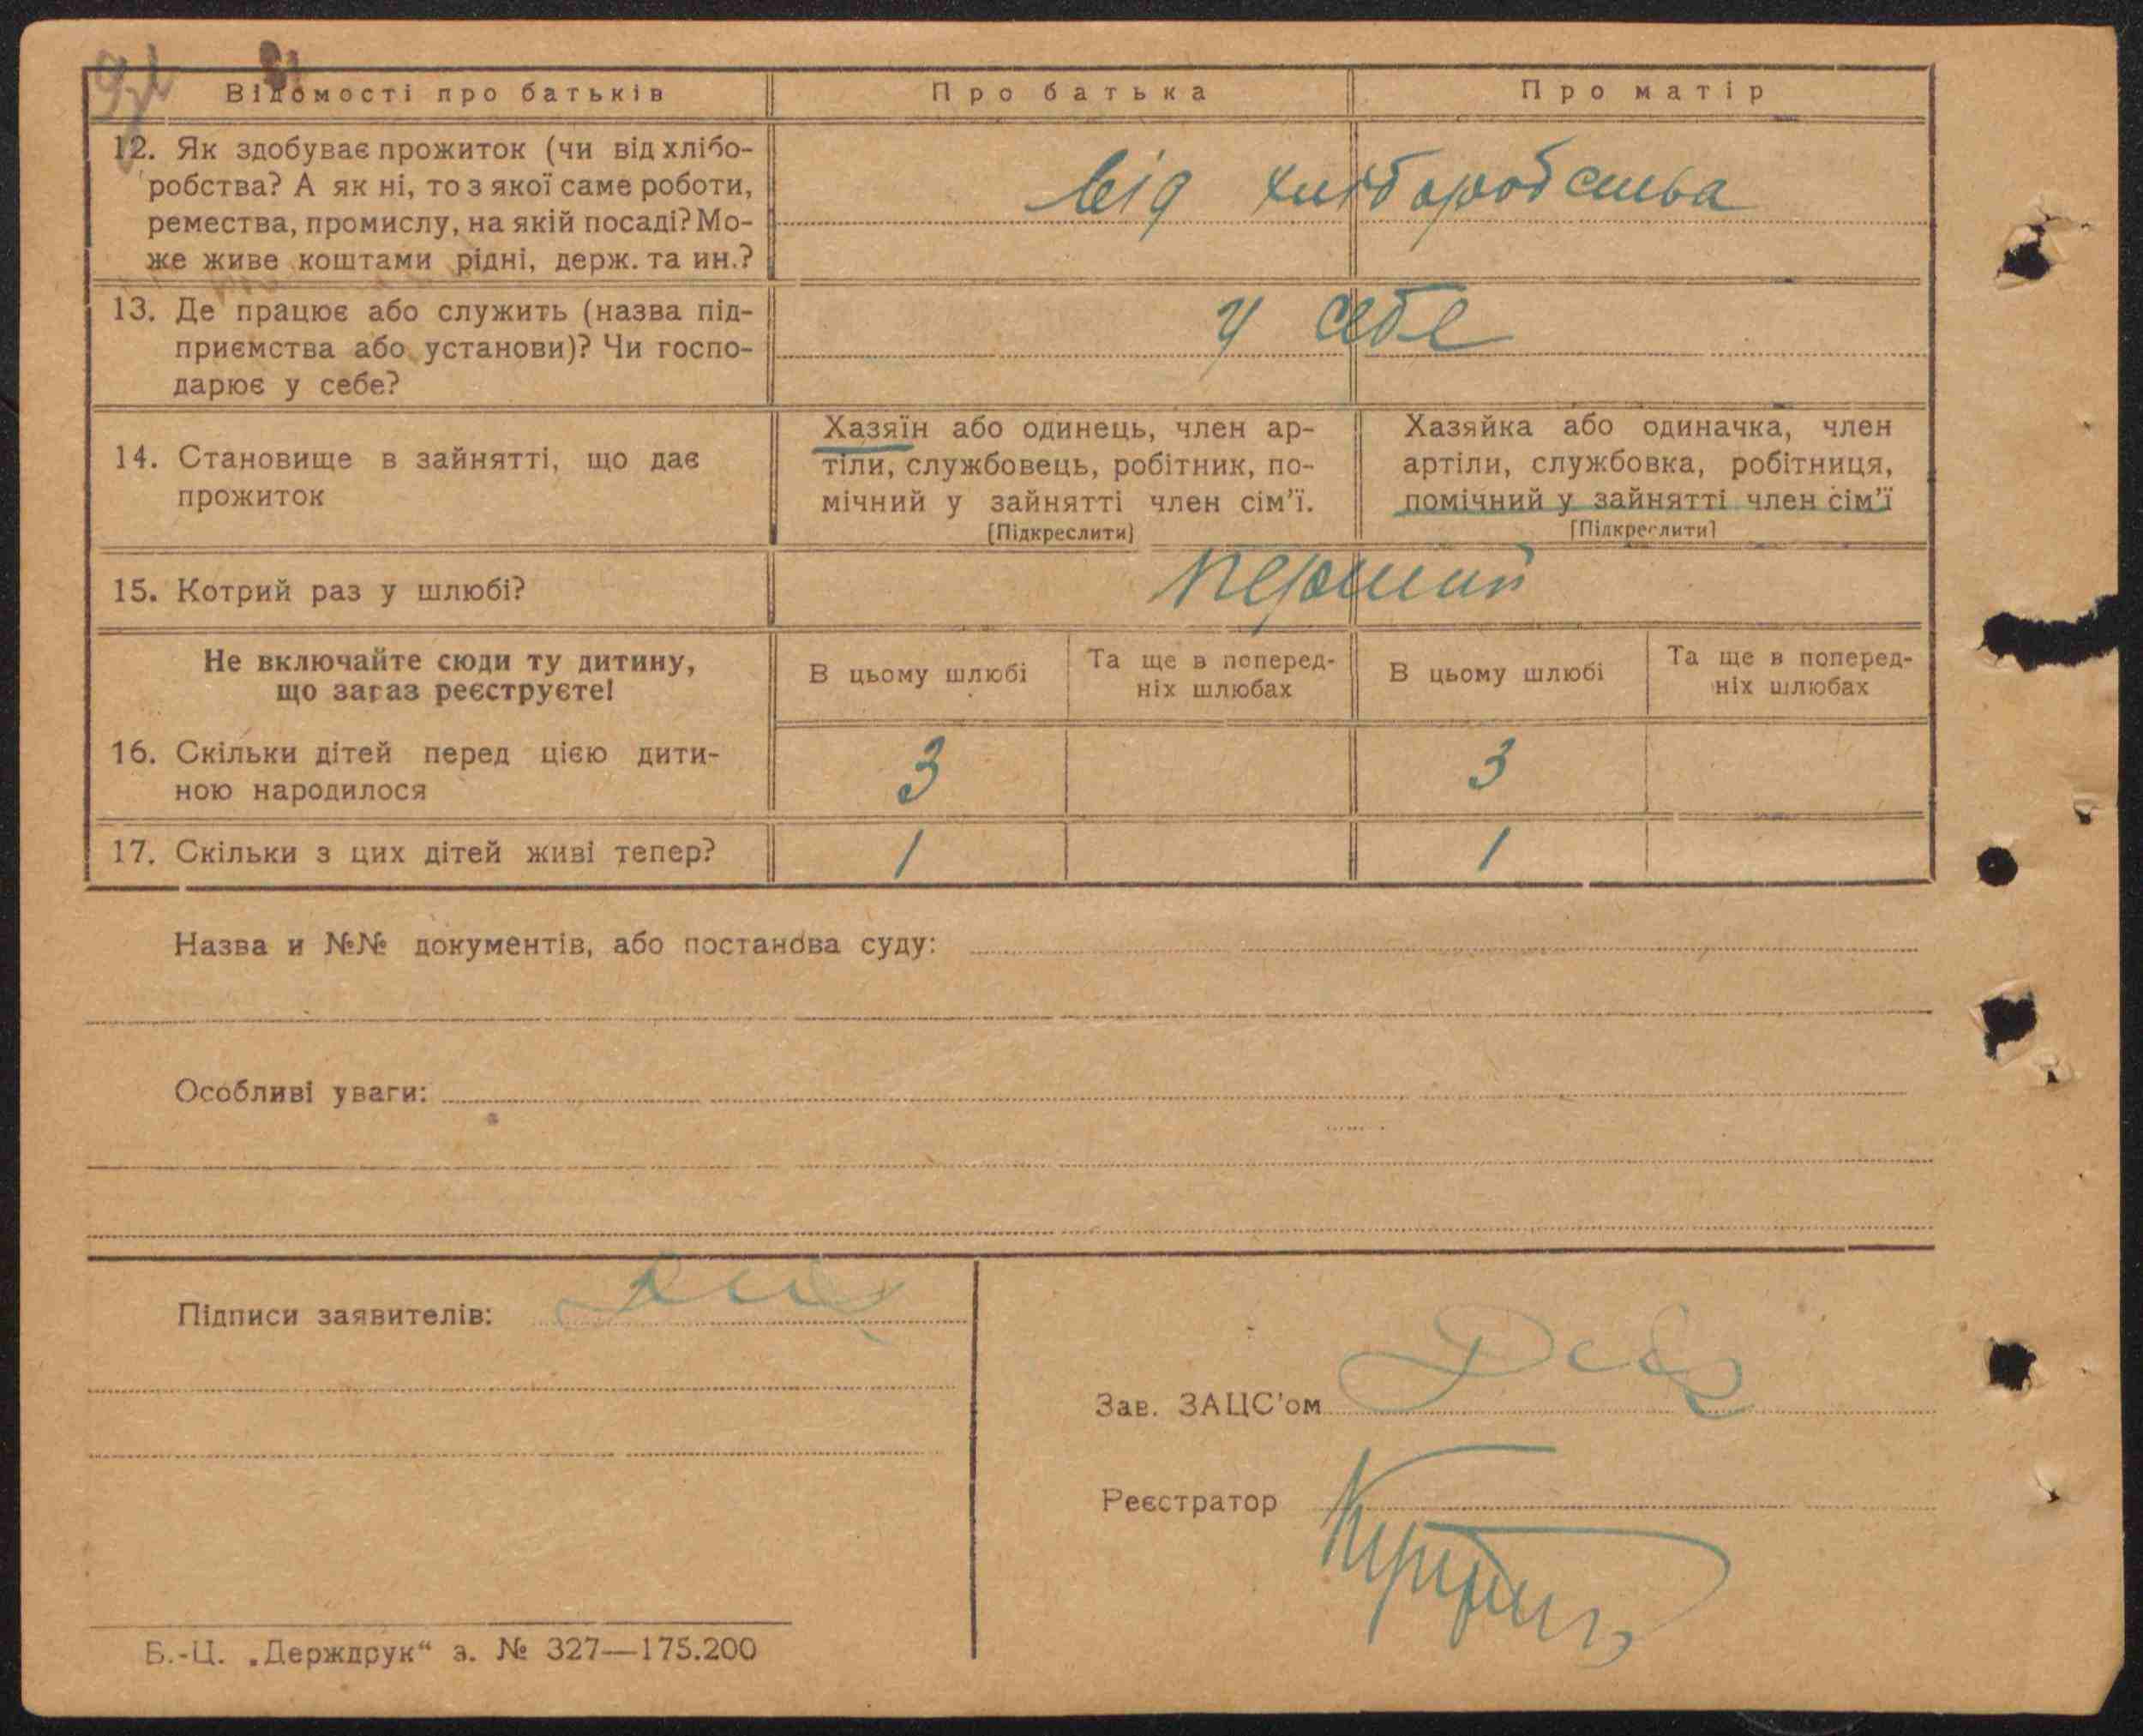 Відомості про батьків
Про батька
Про матір
12. Як здобуває прожиток (чи від хлібо-
робства? А як ні, то з якої саме роботи,
ремества, промислу, на якій посаді? Мо-
же живе коштами рідні, держ. та ин.?
від хліборобства
13. Де працює або служить (назва під-
приємства або установи)? Чи госпо-
дарює у себе?
у себе
14. Становище в зайнятті, що дає
прожиток
Хазяїн або одинець, член ар-
тіли, службовець, робітник, по-
мічний у зайнятті член сім'ї.
[Підкреслити]
Хазяйка або одиначка, член
артіли, службовка, робітниця,
помічний у зайнятті член сім'ї
[Підкреслити]
15. Котрий раз у шлюбі?
перший
Не включайте сюди ту дитину,
що зараз реєструєте!
В цьому шлюбі
Та ще в поперед-
ніх шлюбах
В цьому шлюбі
Та ще в поперед-
ніх шлюбах
16. Скільки дітей перед цією дити-
ною народилося
3
3
17. Скільки з цих дітей живі тепер?
1
1
Назва и №№ документів, або постанова суду:
Особливі уваги:
Підписи заявителів:
Зав. ЗАЦС'ом
Реєстратор
Б.-Ц. „Держдрук“ з. № 327—175.200